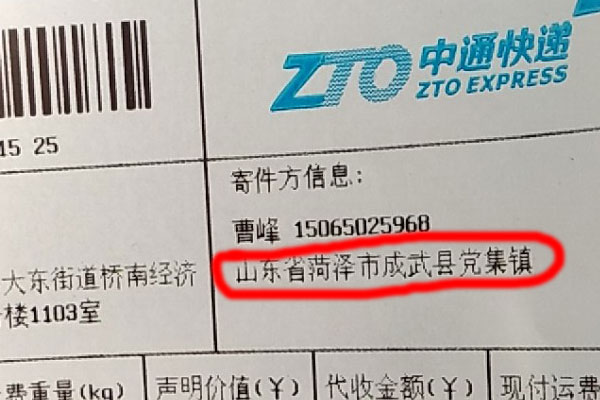 ZTO 中通快递
ZTO EXPRESS
15 25
寄件方信息:
曹峰 15065025968
山东省菏泽市成武县党集镇
大东街道桥南经济
楼1103室
费重量(kg)
声明价值(¥)
代收金额(¥)
现付运费